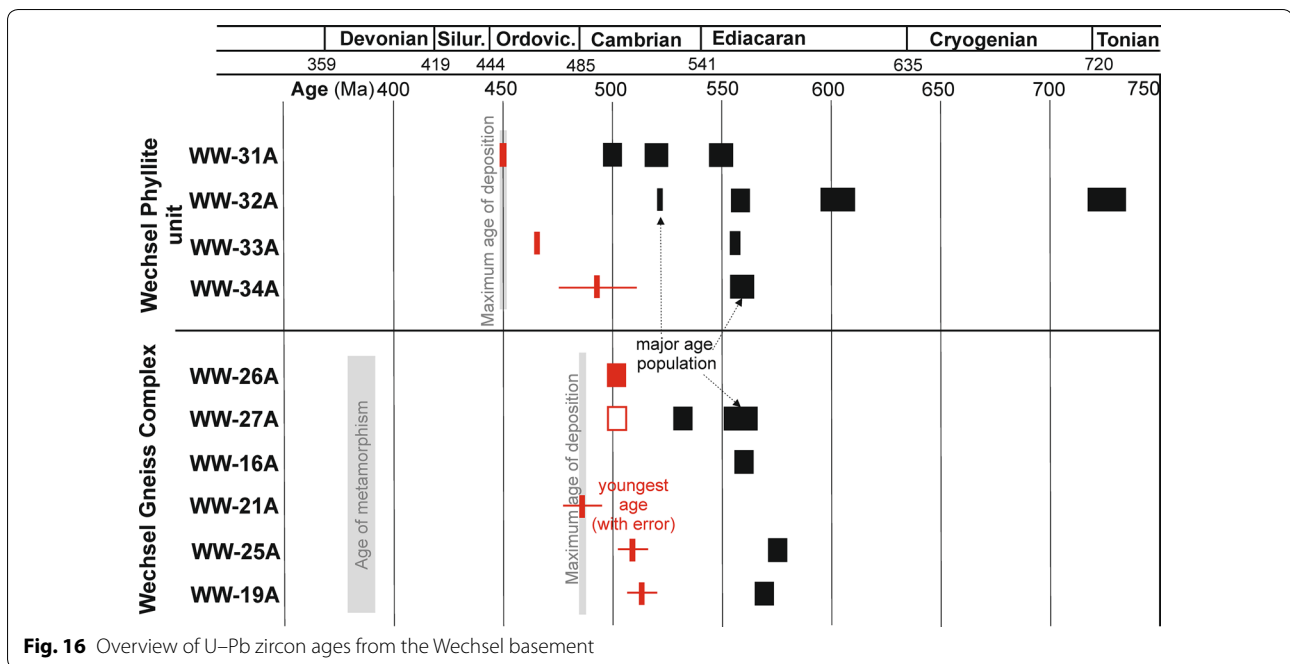 Devonian Silur. Ordovic. Cambrian Ediacaran Cryogenian Tonian
359 419 444 485 541 635 720
Age (Ma) 400 450 500 550 600 650 700 750
Wechsel Phyllite
unit
WW-31A
WW-32A
WW-33A
WW-34A
Maximum age of deposition
major age
population
Wechsel Gneiss Complex
WW-26A
WW-27A
WW-16A
WW-21A
WW-25A
WW-19A
Age of metamorphism
Maximum age of deposition
youngest
age
(with error)
Fig. 16 Overview of U–Pb zircon ages from the Wechsel basement